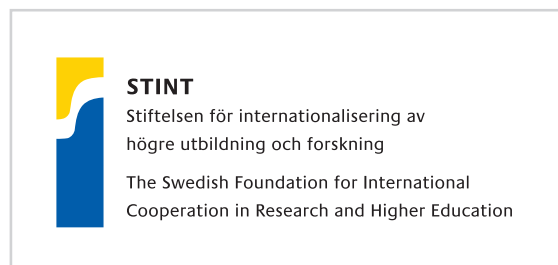 STINT
Stiftelsen för internationalisering av
högre utbildning och forskning
The Swedish Foundation for International
Cooperation in Research and Higher Education